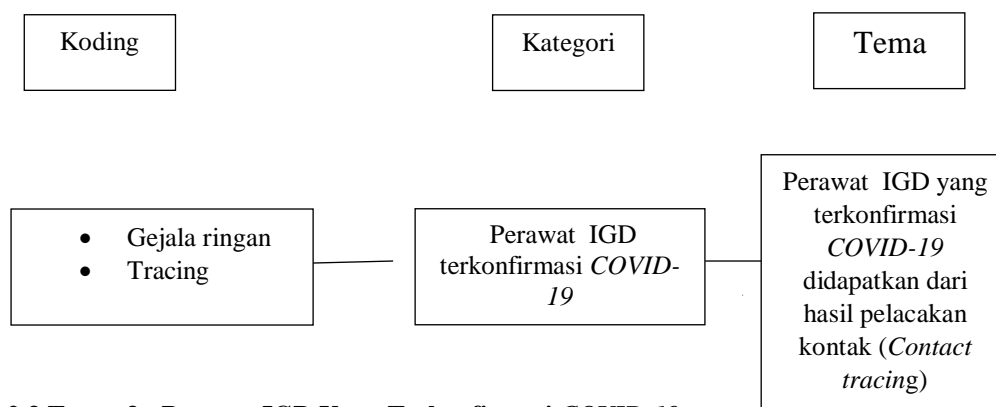 Koding
Kategori
Tema
Gejala ringan
Tracing
Perawat IGD
terkonfirmasi COVID-
19
Perawat IGD yang
terkonfirmasi
COVID-19
didapatkan dari
hasil pelacakan
kontak (Contact
tracing)